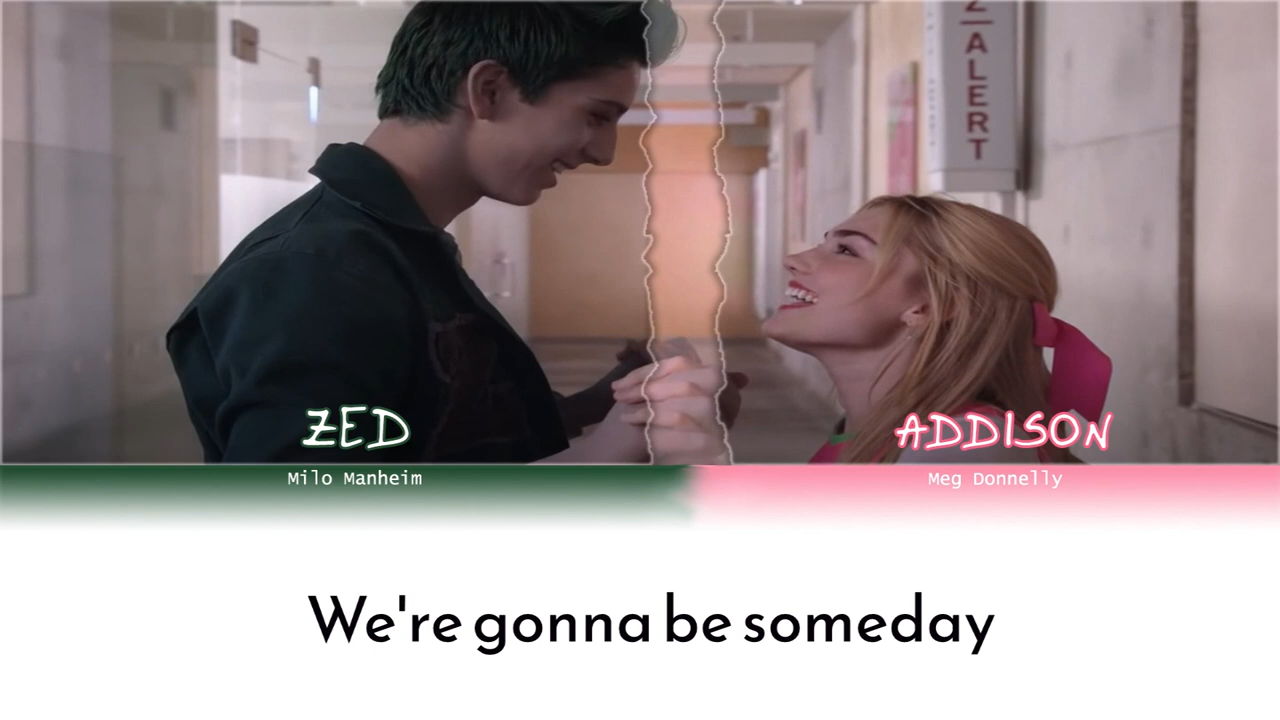 Z-ALERT
ZED
ADDISON
Milo Manheim
Meg Donnelly
We're gonna be someday